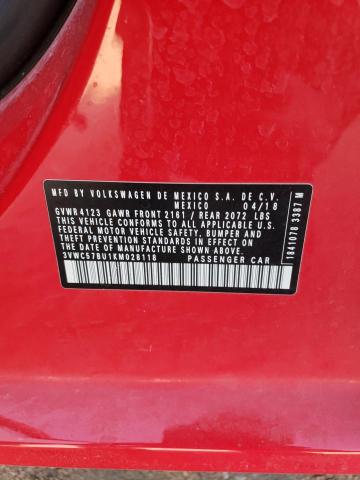 MFD. BY VOLKSWAGEN DE MEXICO S.A. DE C.V.
MEXICO 04/18
GVWR 4123 GAWR FRONT 2161 / REAR 2072 LBS
THIS VEHICLE CONFORMS TO ALL APPLICABLE U.S.
FEDERAL MOTOR VEHICLE SAFETY, BUMPER AND
THEFT PREVENTION STANDARDS IN EFFECT ON THE
DATE OF MANUFACTURE SHOWN ABOVE.
3VWC57BU1KM028118 PASSENGER CAR
1841078 3387 M